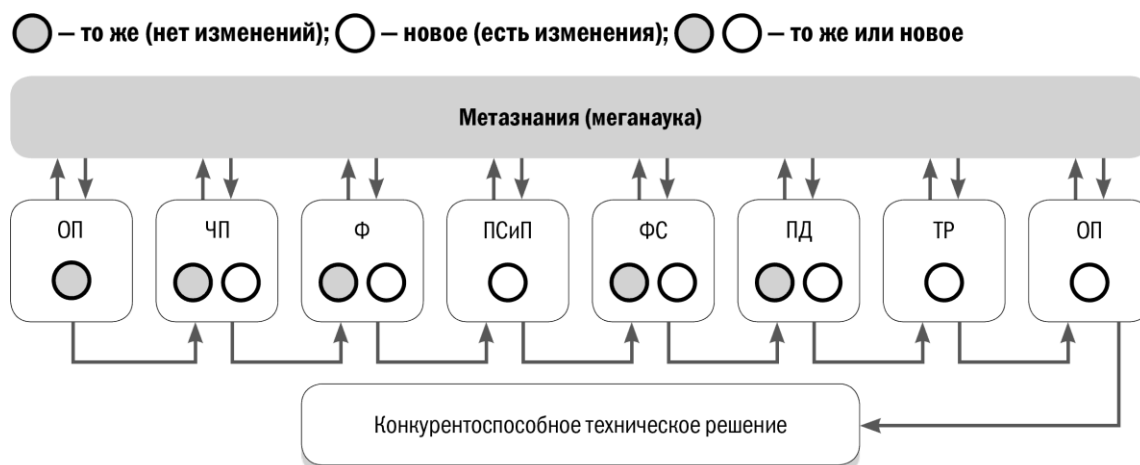 — то же (нет изменений); — новое (есть изменения); — то же или новое
Метазнания (меганаука)
ОП ЧП Ф ПСиП ФС ПД ТР ОП
Конкурентоспособное техническое решение